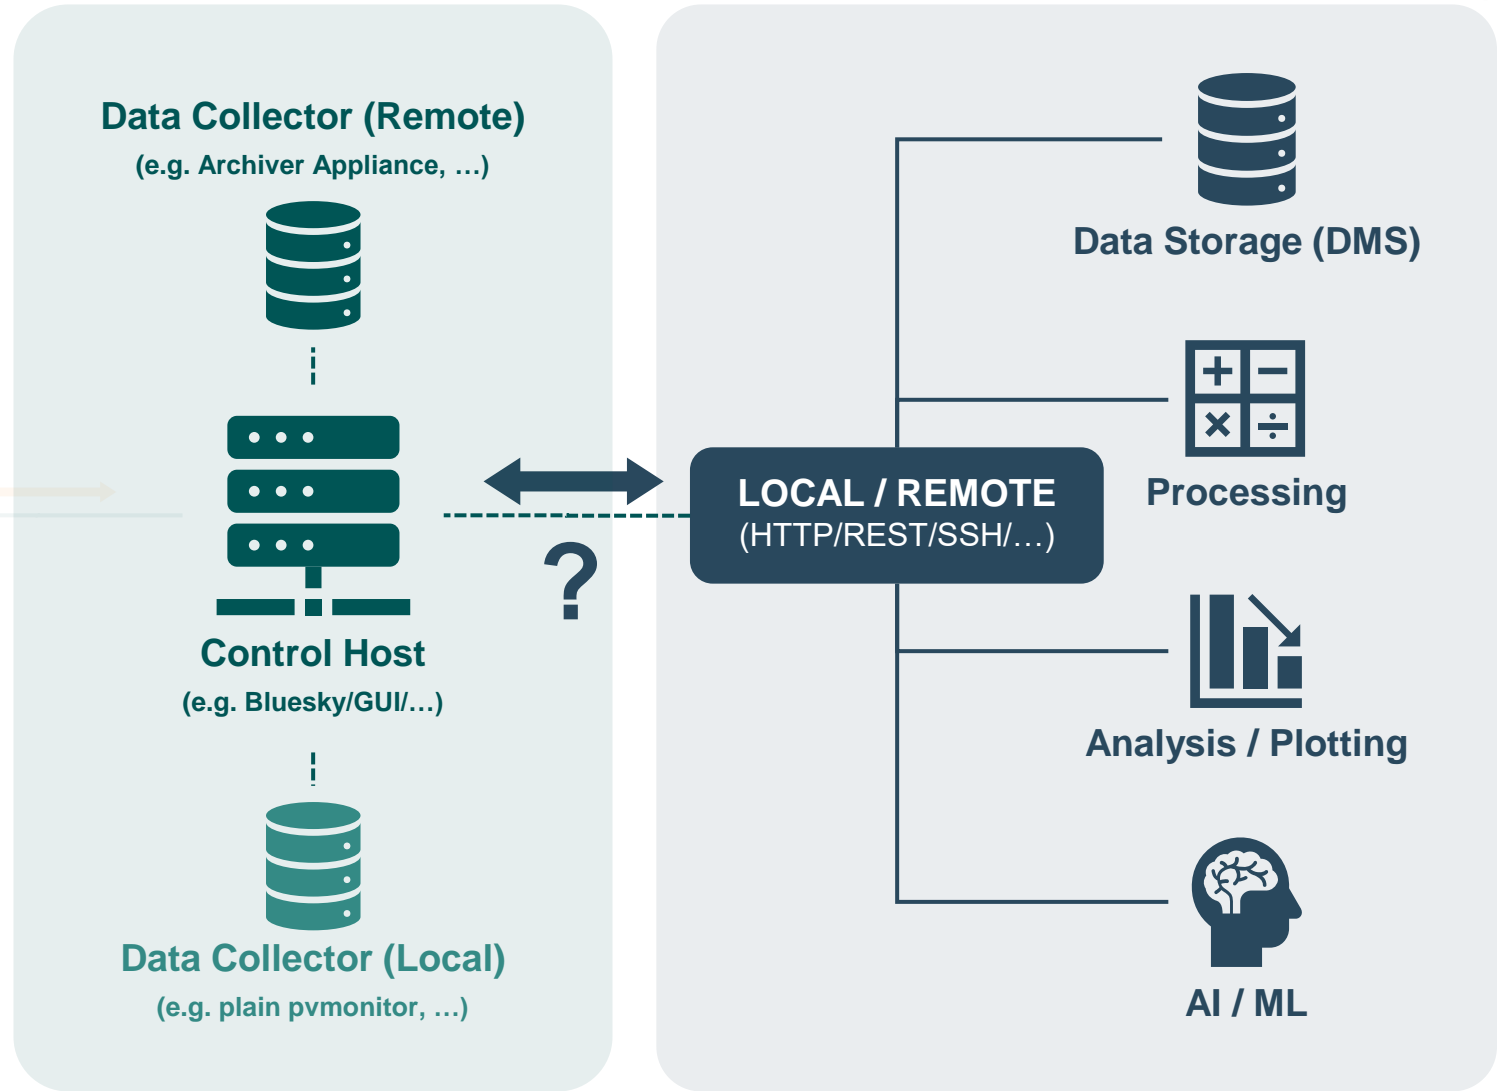 Data Collector (Remote)
(e.g. Archiver Appliance, …)
Control Host
(e.g. Bluesky/GUI/…)
Data Collector (Local)
(e.g. plain pvmonitor, …)
?
LOCAL / REMOTE
(HTTP/REST/SSH/…)
Data Storage (DMS)
Processing
Analysis / Plotting
AI / ML